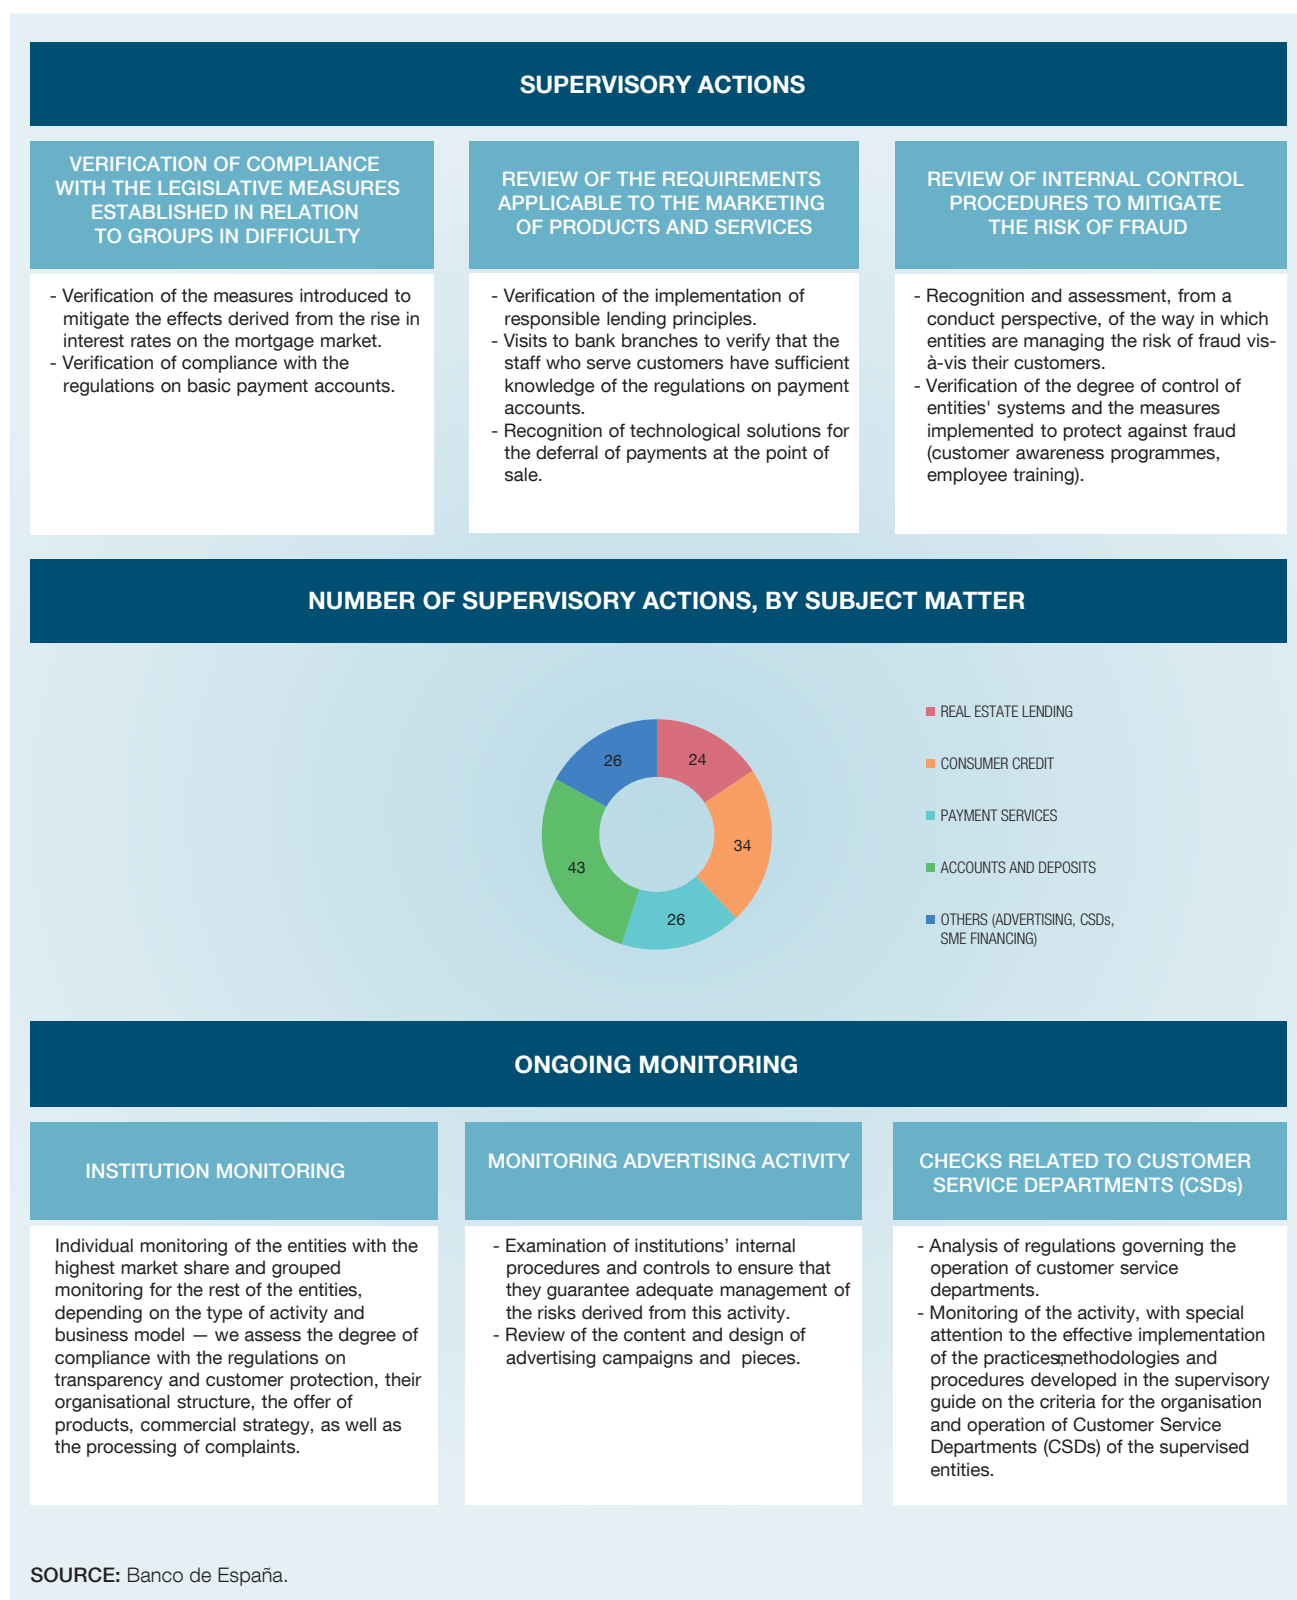 SUPERVISORY ACTIONS
VERIFICATION OF COMPLIANCE
WITH THE LEGISLATIVE MEASURES
ESTABLISHED IN RELATION
TO GROUPS IN DIFFICULTY
- Verification of the measures introduced to
mitigate the effects derived from the rise in
interest rates on the mortgage market.
- Verification of compliance with the
regulations on basic payment accounts.
REVIEW OF THE REQUIREMENTS
APPLICABLE TO THE MARKETING
OF PRODUCTS AND SERVICES
- Verification of the implementation of
responsible lending principles.
- Visits to bank branches to verify that the
staff who serve customers have sufficient
knowledge of the regulations on payment
accounts.
- Recognition of technological solutions for
the deferral of payments at the point of
sale.
REVIEW OF INTERNAL CONTROL
PROCEDURES TO MITIGATE
THE RISK OF FRAUD
- Recognition and assessment, from a
conduct perspective, of the way in which
entities are managing the risk of fraud vis-
à-vis their customers.
- Verification of the degree of control of
entities' systems and the measures
implemented to protect against fraud
(customer awareness programmes,
employee training).
NUMBER OF SUPERVISORY ACTIONS, BY SUBJECT MATTER
26
24
34
43
26
REAL ESTATE LENDING
CONSUMER CREDIT
PAYMENT SERVICES
ACCOUNTS AND DEPOSITS
OTHERS (ADVERTISING, CSDs,
SME FINANCING)
ONGOING MONITORING
INSTITUTION MONITORING
Individual monitoring of the entities with the
highest market share and grouped
monitoring for the rest of the entities,
depending on the type of activity and
business model — we assess the degree of
compliance with the regulations on
transparency and customer protection, their
organisational structure, the offer of
products, commercial strategy, as well as
the processing of complaints.
MONITORING ADVERTISING ACTIVITY
- Examination of institutions’ internal
procedures and controls to ensure that
they guarantee adequate management of
the risks derived from this activity.
- Review of the content and design of
advertising campaigns and pieces.
CHECKS RELATED TO CUSTOMER
SERVICE DEPARTMENTS (CSDs)
- Analysis of regulations governing the
operation of customer service
departments.
- Monitoring of the activity, with special
attention to the effective implementation
of the practices,methodologies and
procedures developed in the supervisory
guide on the criteria for the organisation
and operation of Customer Service
Departments (CSDs) of the supervised
entities.
SOURCE: Banco de España.